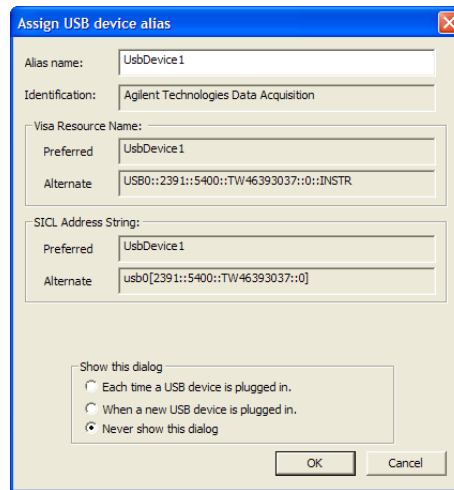 Assign USB device alias
Alias name: UsbDevice1
Identification: Agilent Technologies Data Acquisition
Visa Resource Name:
Preferred UsbDevice1
Alternate USB0::2391::5400::TW46393037::0::INSTR
SICL Address String:
Preferred UsbDevice1
Alternate usb0[2391::5400::TW46393037::0]
Show this dialog
Each time a USB device is plugged in.
When a new USB device is plugged in.
Never show this dialog
OK Cancel